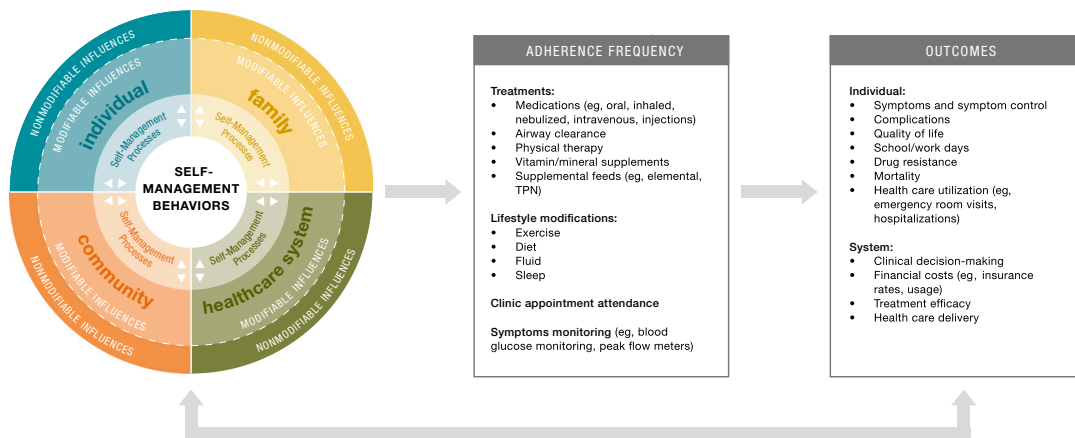 NONMODIFIABLE INFLUENCES
MODIFIABLE INFLUENCES
individual
Self-Management
Processes
NONMODIFIABLE INFLUENCES
MODIFIABLE INFLUENCES
family
Self-Management
Processes
SELF-
MANAGEMENT
BEHAVIORS
Self-Management
Processes
community
MODIFIABLE INFLUENCES
NONMODIFIABLE INFLUENCES
Self-Management
Processes
healthcare system
MODIFIABLE INFLUENCES
NONMODIFIABLE INFLUENCES
ADHERENCE FREQUENCY
Treatments:
• Medications (eg, oral, inhaled,
nebulized, intravenous, injections)
• Airway clearance
• Physical therapy
• Vitamin/mineral supplements
• Supplemental feeds (eg, elemental,
TPN)
Lifestyle modifications:
• Exercise
• Diet
• Fluid
• Sleep
Clinic appointment attendance
Symptoms monitoring (eg, blood
glucose monitoring, peak flow meters)
OUTCOMES
Individual:
• Symptoms and symptom control
• Complications
• Quality of life
• School/work days
• Drug resistance
• Mortality
• Health care utilization (eg,
emergency room visits,
hospitalizations)
System:
• Clinical decision-making
• Financial costs (eg, insurance
rates, usage)
• Treatment efficacy
• Health care delivery